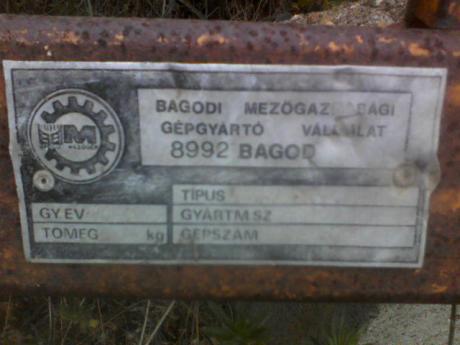 BAGODI MEZŐGAZDASÁGI
GÉPGYÁRTÓ VÁLLALAT
8992 BAGOD
M
TÍPUS
GY.ÉV
GYÁRTM.SZ
TÖMEG kg
GÉPSZÁM